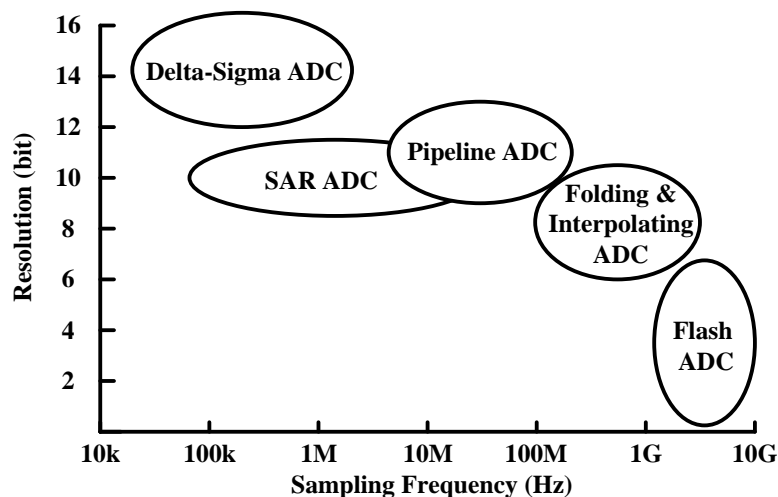 Resolution (bit)
16
14
12
10
8
6
4
2
Delta-Sigma ADC
SAR ADC
Pipeline ADC
Folding &
Interpolating
ADC
Flash
ADC
10k
100k
1M
10M
100M
1G
10G
Sampling Frequency (Hz)